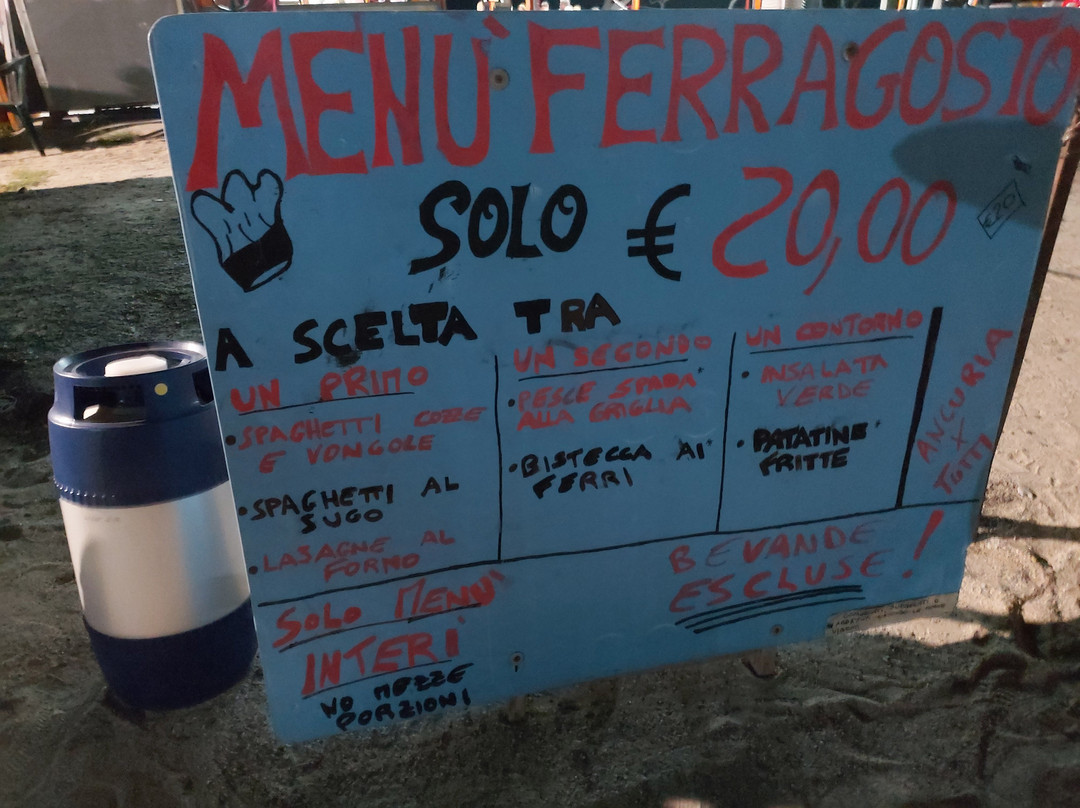 MENÙ FERRAGOSTO
SOLO € 20,00
€20
A SCELTA TRA
UN PRIMO
• SPAGHETTI COZZE
E VONGOLE
• SPAGHETTI AL
SUGO
• LASAGNE AL
FORNO
UN SECONDO
• PESCE SPADA
ALLA GRIGLIA
• BISTECCA AI
FERRI
UN CONTORNO
• INSALATA
VERDE
• PATATINE
FRITTE
ANGURIA
X
TUTTI
SOLO MENU'
INTERI
NO MEZZE
PORZIONI
BEVANDE
ESCLUSE!